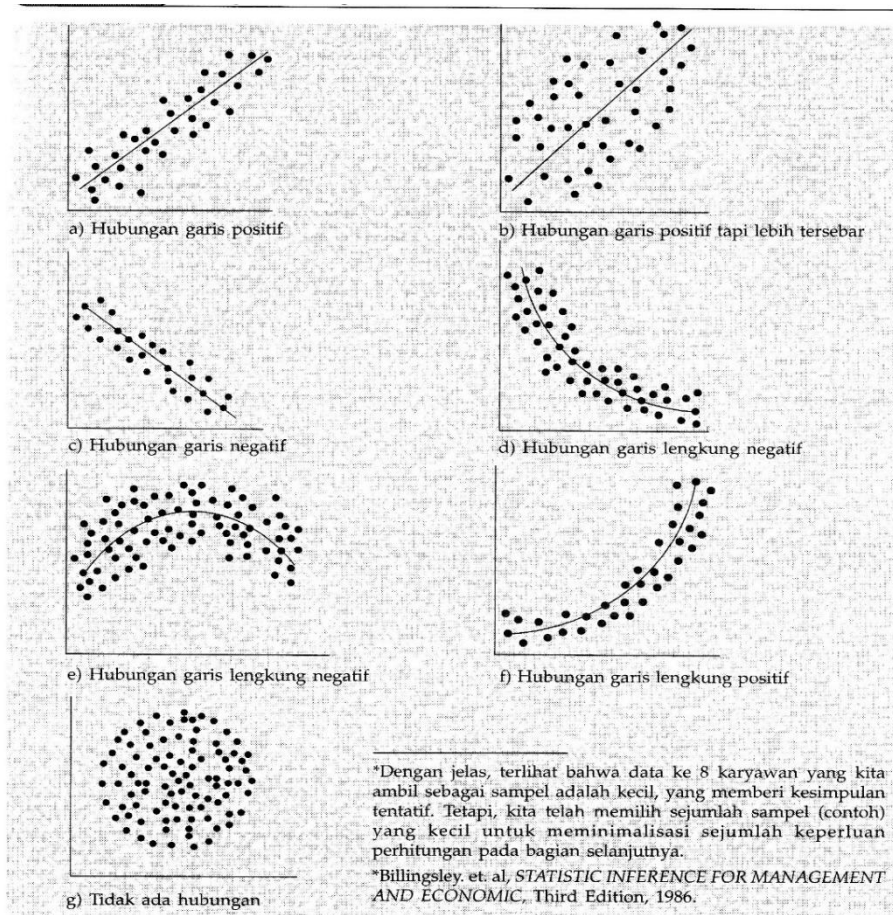 a) Hubungan garis positif
b) Hubungan garis positif tapi lebih tersebar
c) Hubungan garis negatif
d) Hubungan garis lengkung negatif
e) Hubungan garis lengkung negatif
f) Hubungan garis lengkung positif
g) Tidak ada hubungan
*Dengan jelas, terlihat bahwa data ke 8 karyawan yang kita
ambil sebagai sampel adalah kecil, yang memberi kesimpulan
tentatif. Tetapi, kita telah memilih sejumlah sampel (contoh)
yang kecil untuk meminimalisasi sejumlah keperluan
perhitungan pada bagian selanjutnya.
*Billingsley. et. al, STATISTIC INFERENCE FOR MANAGEMENT
AND ECONOMIC, Third Edition, 1986.